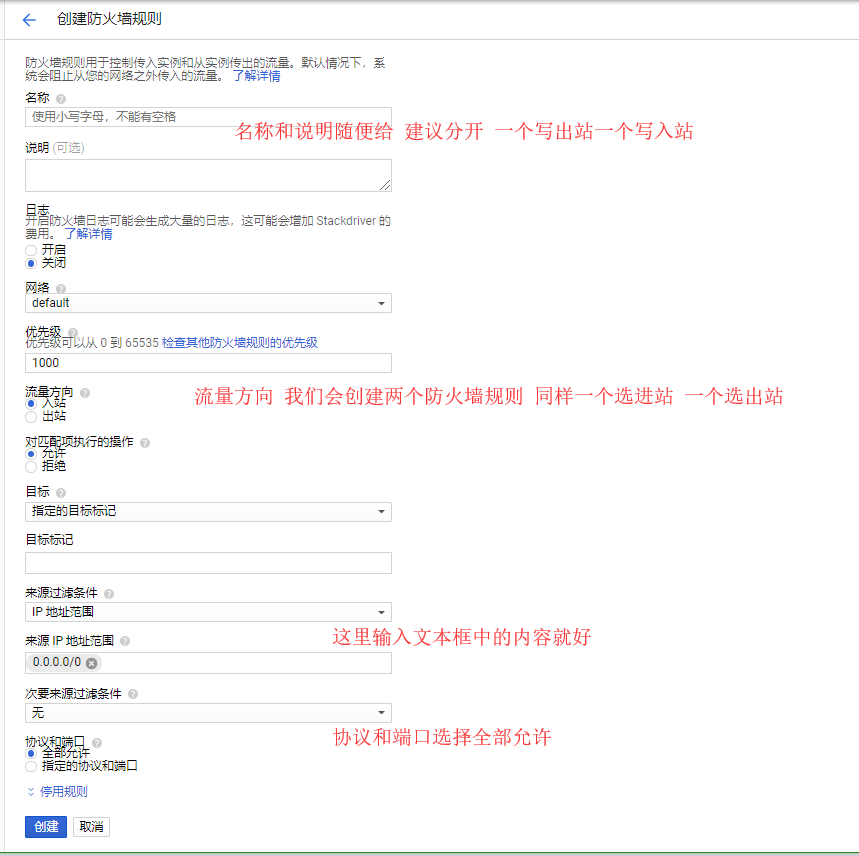 创建防火墙规则
防火墙规则用于控制传入实例和从实例传出的流量。默认情况下，系
统会阻止从您的网络之外传入的流量。 了解详情
名称
使用小写字母，不能有空格
名称和说明随便给 建议分开 一个写出站一个写入站
说明 (可选)
日志
开启防火墙日志可能会生成大量的日志，这可能会增加 Stackdriver 的
费用。 了解详情
开启
关闭
网络
default
优先级
优先级可以从 0 到 65535 检查其他防火墙规则的优先级
1000
流量方向
流量方向 我们会创建两个防火墙规则 同样一个选进站 一个选出站
入站
出站
对匹配项执行的操作
允许
拒绝
目标
指定的目标标记
目标标记
来源过滤条件
IP 地址范围
这里输入文本框中的内容就好
来源 IP 地址范围
0.0.0.0/0
次要来源过滤条件
无
协议和端口选择全部允许
协议和端口
全部允许
指定的协议和端口
停用规则
创建 取消